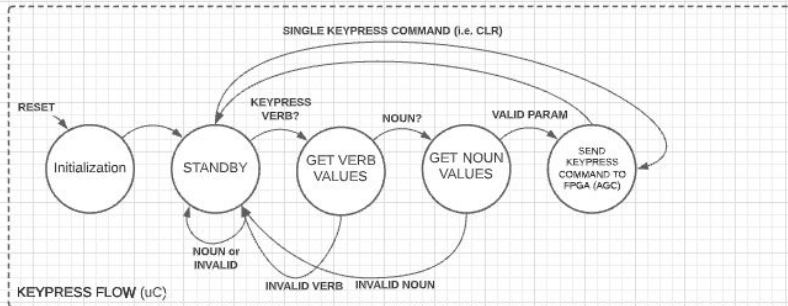 SINGLE KEYPRESS COMMAND (i.e. CLR)
RESET
KEYPRESS
VERB?
NOUN?
VALID PARAM
Initialization
STANDBY
GET VERB
VALUES
GET NOUN
VALUES
SEND
KEYPRESS
COMMAND TO
FPGA (AGC)
NOUN or
INVALID
INVALID VERB
INVALID NOUN
KEYPRESS FLOW (uC)